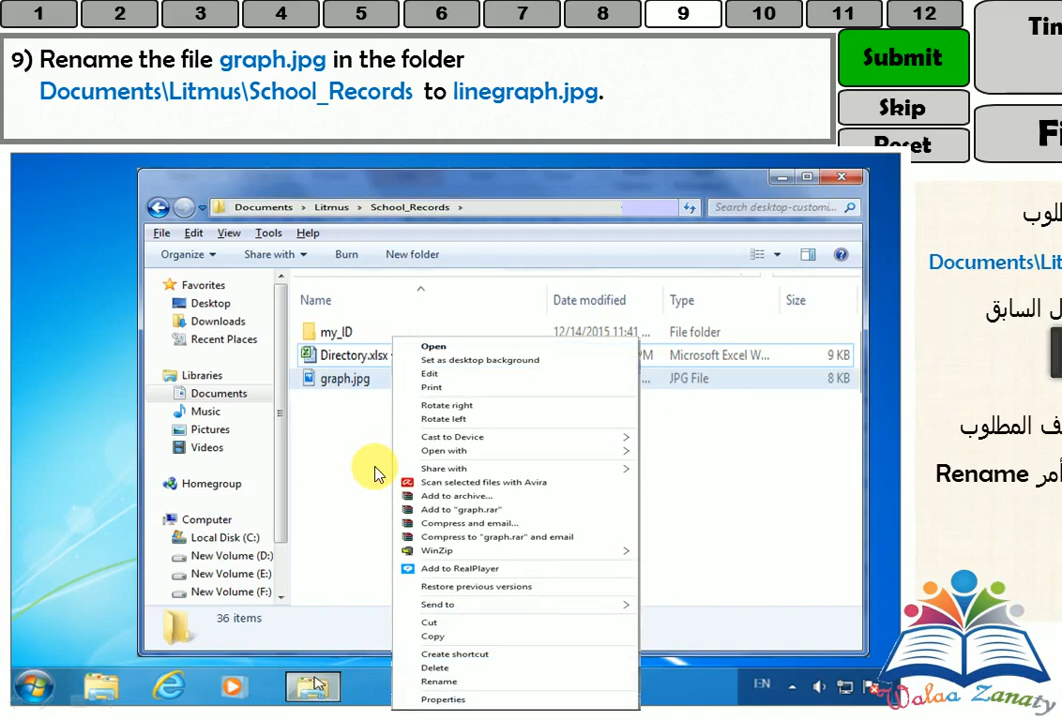 1 2 3 4 5 6 7 8 9 10 11 12
9) Rename the file graph.jpg in the folder
Documents\Litmus\School_Records to linegraph.jpg.
Submit
Skip
Reset
Documents > Litmus > School_Records >
Search desktop-customi...
File Edit View Tools Help
Organize Share with Burn New folder
Favorites
Desktop
Downloads
Recent Places
Libraries
Documents
Music
Pictures
Videos
Homegroup
Computer
Local Disk (C:)
New Volume (D:)
New Volume (E:)
New Volume (F:)
Name Date modified Type Size
my_ID 12/14/2015 11:41 ... File folder
Directory.xlsx Microsoft Excel W... 9 KB
graph.jpg JPG File 8 KB
Open
Set as desktop background
Edit
Print
Rotate right
Rotate left
Cast to Device >
Open with >
Share with >
Scan selected files with Avira
Add to archive...
Add to "graph.rar"
Compress and email...
Compress to "graph.rar" and email
WinZip >
Add to RealPlayer
Restore previous versions
Send to >
Cut
Copy
Create shortcut
Delete
Rename
Properties
36 items
EN
السابق
المطلوب
أمر Rename
Walaa Zanaty